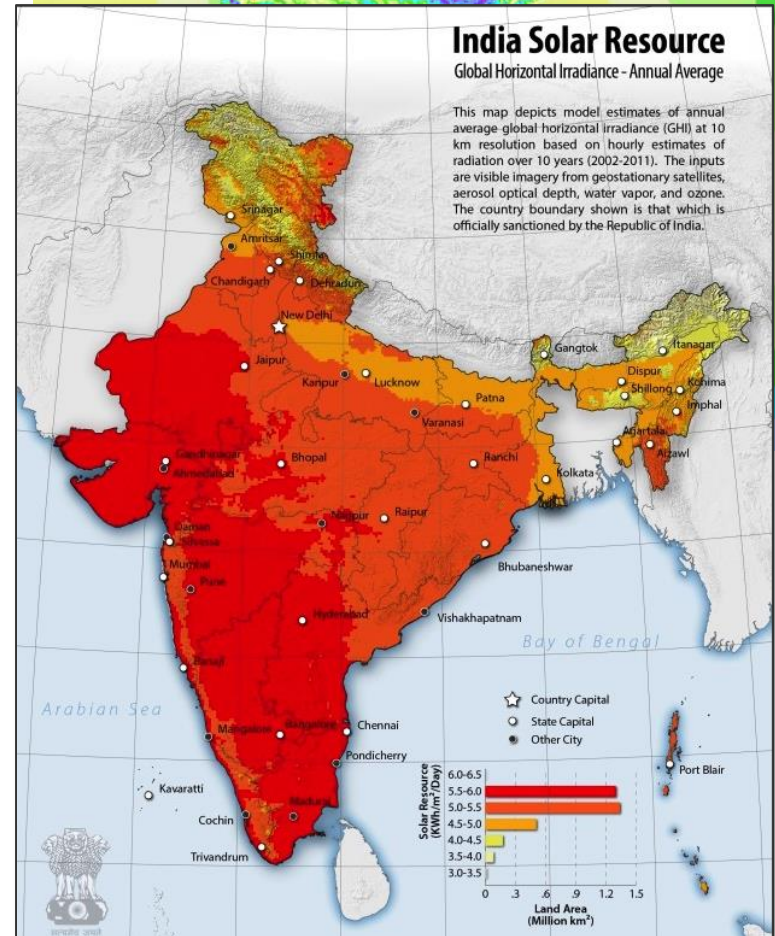 India Solar Resource
Global Horizontal Irradiance - Annual Average
This map depicts model estimates of annual
average global horizontal irradiance (GHI) at 10
km resolution based on hourly estimates of
radiation over 10 years (2002-2011). The inputs
are visible imagery from geostationary satellites,
aerosol optical depth, water vapor, and ozone.
The country boundary shown is that which is
officially sanctioned by the Republic of India.
Srinagar
Amritsar
Shimla
Chandigarh
Dehradun
New Delhi
Jaipur
Kanpur
Lucknow
Patna
Varanasi
Gangtok
Itanagar
Dispur
Shillong
Kohima
Imphal
Agartala
Aizawl
Gandhinagar
Ahmedabad
Bhopal
Ranchi
Kolkata
Nagpur
Raipur
Daman
Silvassa
Bhubaneshwar
Mumbai
Pune
Hyderabad
Vishakhapatnam
Bay of Bengal
Panaji
Arabian Sea
Mangalore
Bangalore
Chennai
Pondicherry
Country Capital
State Capital
Other City
Port Blair
Kavaratti
Cochin
Madurai
Trivandrum
Solar Resource
(KWh/m²/Day)
6.0-6.5
5.5-6.0
5.0-5.5
4.5-5.0
4.0-4.5
3.5-4.0
3.0-3.5
0 .3 .6 .9 1.2 1.5
Land Area
(Million km²)
सत्यमेव जयते